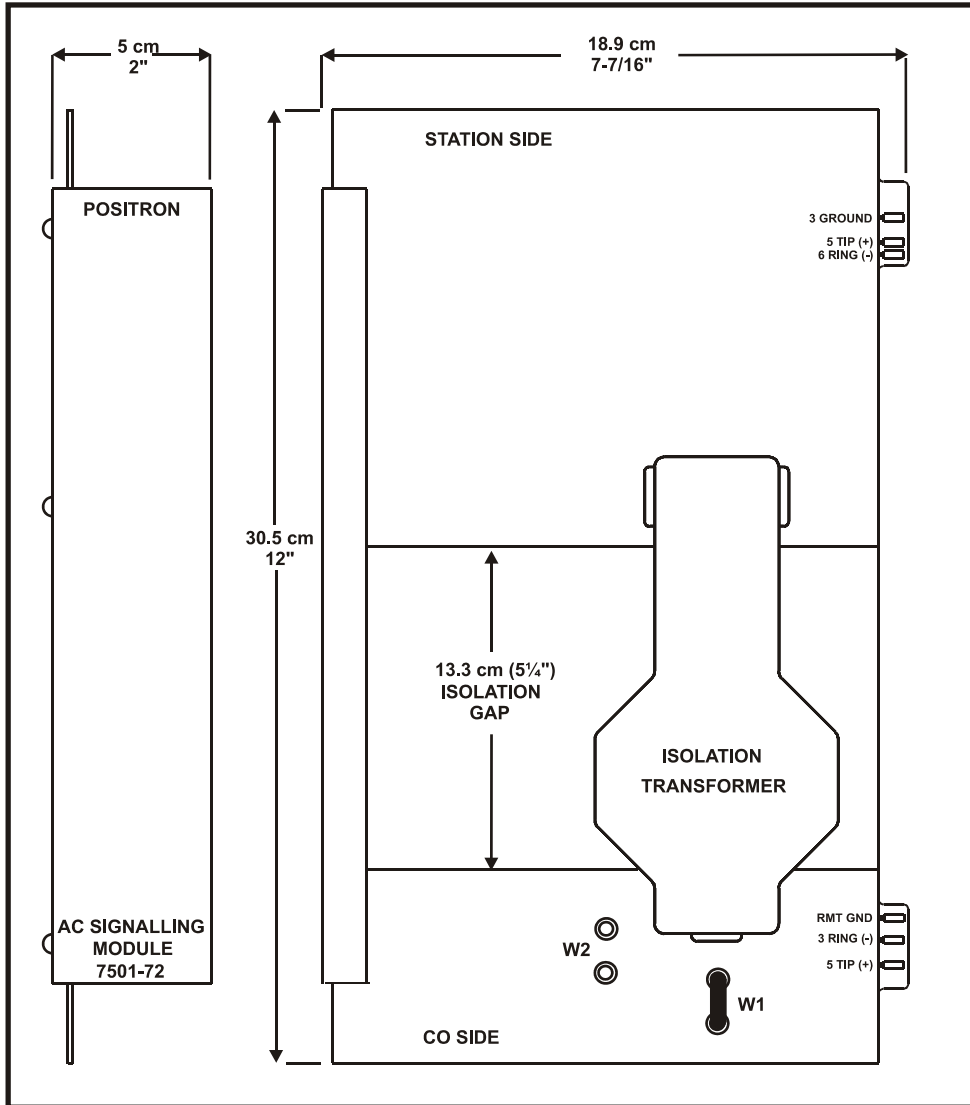 5 cm
2"
18.9 cm
7-7/16"
STATION SIDE
POSITRON
3 GROUND
5 TIP (+)
6 RING (-)
30.5 cm
12"
13.3 cm (5¼")
ISOLATION
GAP
ISOLATION
TRANSFORMER
AC SIGNALLING
MODULE
7501-72
W2
W1
RMT GND
3 RING (-)
5 TIP (+)
CO SIDE